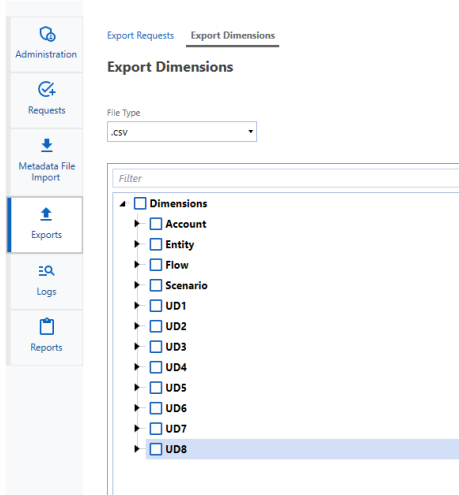 Administration
Requests
Metadata File
Import
Exports
Logs
Reports
Export Requests Export Dimensions
Export Dimensions
File Type
.csv
Filter
Dimensions
Account
Entity
Flow
Scenario
UD1
UD2
UD3
UD4
UD5
UD6
UD7
UD8